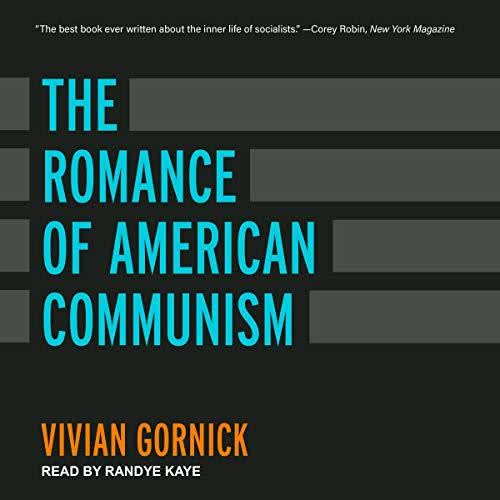 "The best book ever written about the inner life of socialists." —Corey Robin, New York Magazine
THE
ROMANCE
OF AMERICAN
COMMUNISM
VIVIAN GORNICK
READ BY RANDYE KAYE